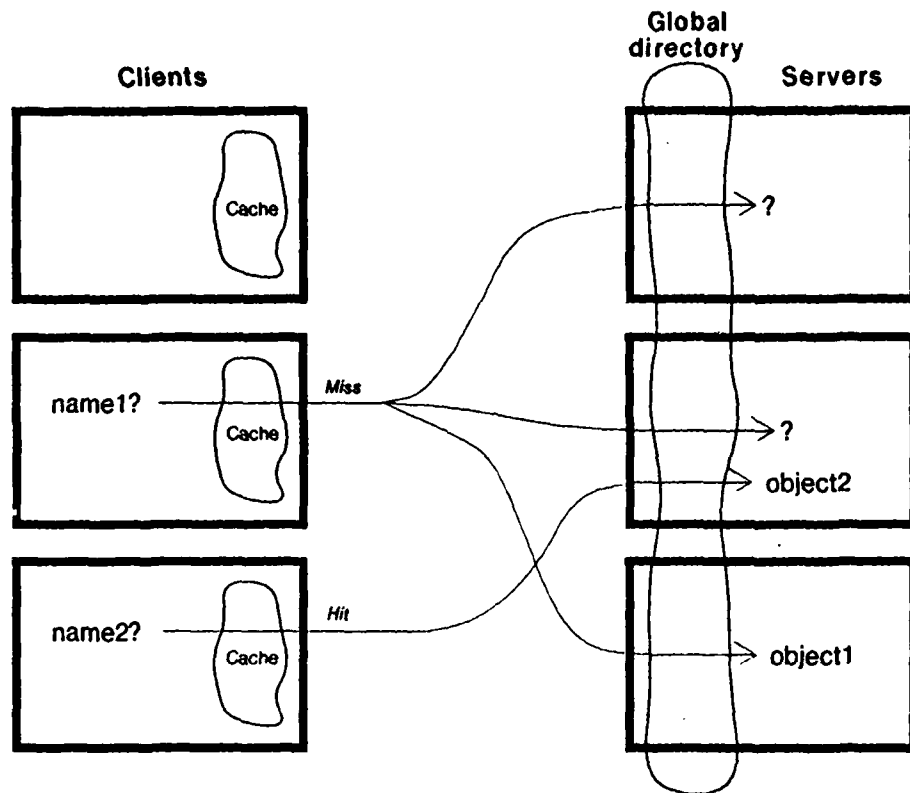 Global
directory
Clients
Servers
Cache
?
name1?
Miss
Cache
?
object2
name2?
Hit
Cache
object1